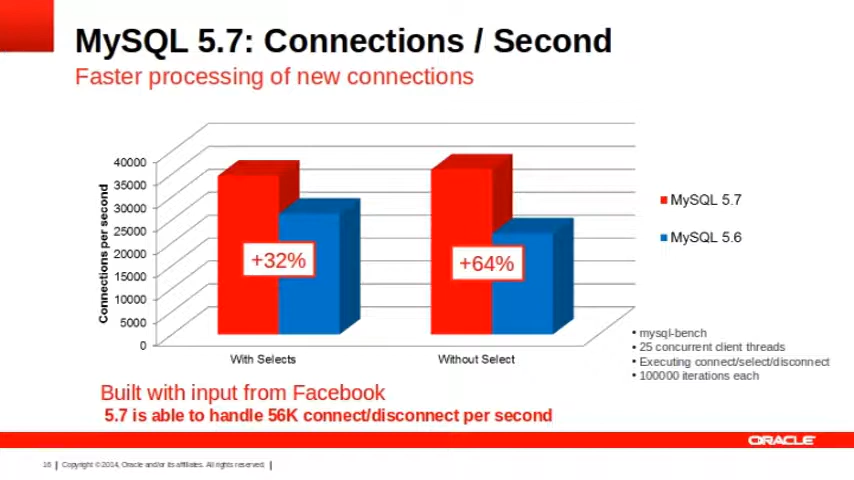 MySQL 5.7: Connections / Second
Faster processing of new connections
Connections per second
40000
35000
30000
25000
20000
15000
10000
5000
0
+32%
+64%
With Selects
Without Select
MySQL 5.7
MySQL 5.6
• mysql-bench
• 25 concurrent client threads
• Executing connect/select/disconnect
• 100000 iterations each
Built with input from Facebook
5.7 is able to handle 56K connect/disconnect per second
ORACLE
16 | Copyright © 2014, Oracle and/or its affiliates. All rights reserved. |